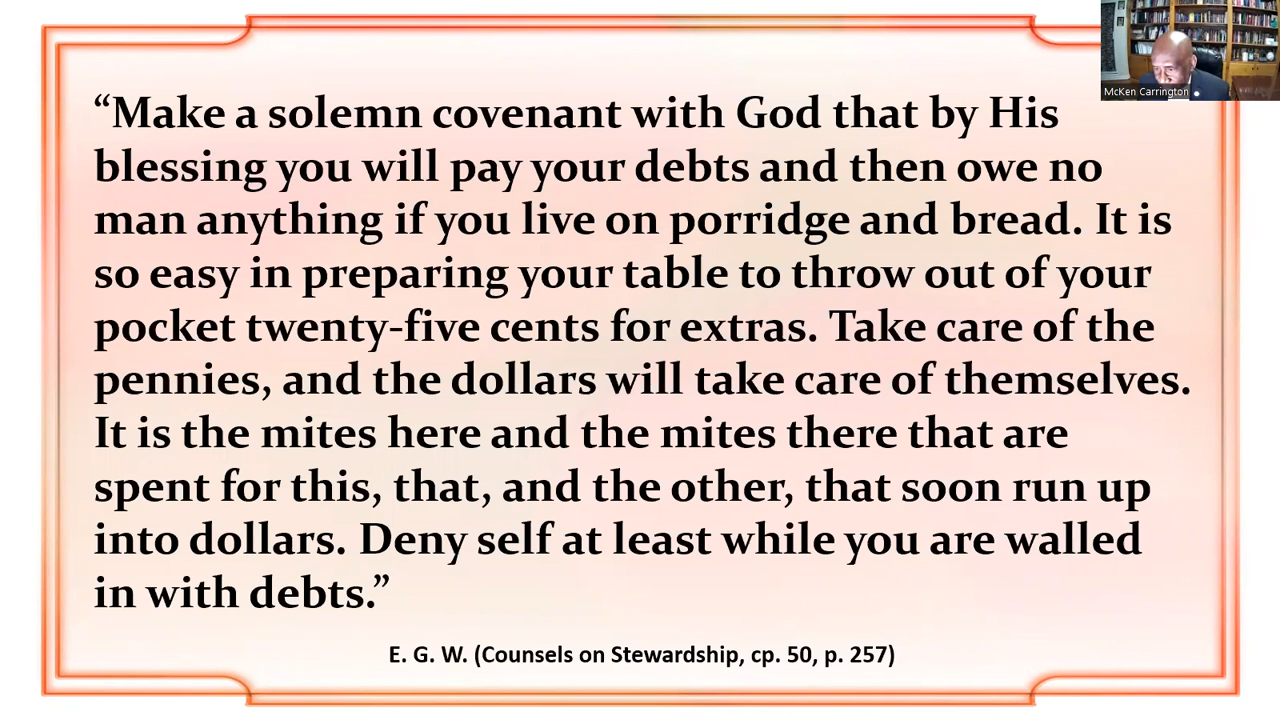 McKen Carrington
“Make a solemn covenant with God that by His
blessing you will pay your debts and then owe no
man anything if you live on porridge and bread. It is
so easy in preparing your table to throw out of your
pocket twenty-five cents for extras. Take care of the
pennies, and the dollars will take care of themselves.
It is the mites here and the mites there that are
spent for this, that, and the other, that soon run up
into dollars. Deny self at least while you are walled
in with debts.”
E. G. W. (Counsels on Stewardship, cp. 50, p. 257)